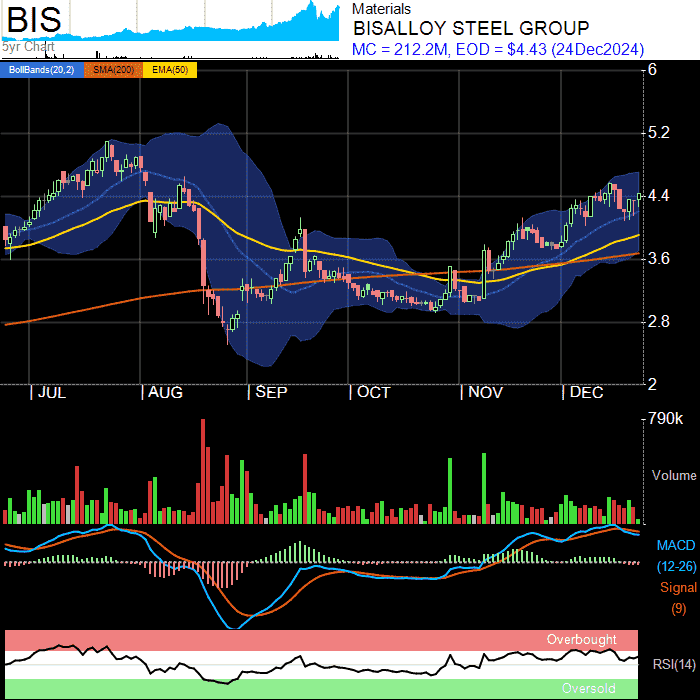 BIS
5yr Chart
Materials
BISALLOY STEEL GROUP
MC = 212.2M, EOD = $4.43 (24Dec2024)
BollBands(20,2) SMA(200) EMA(50)
6
5.2
4.4
3.6
2.8
2
JUL AUG SEP OCT NOV DEC
790k
Volume
MACD
(12-26)
Signal
(9)
Overbought
RSI(14)
Oversold